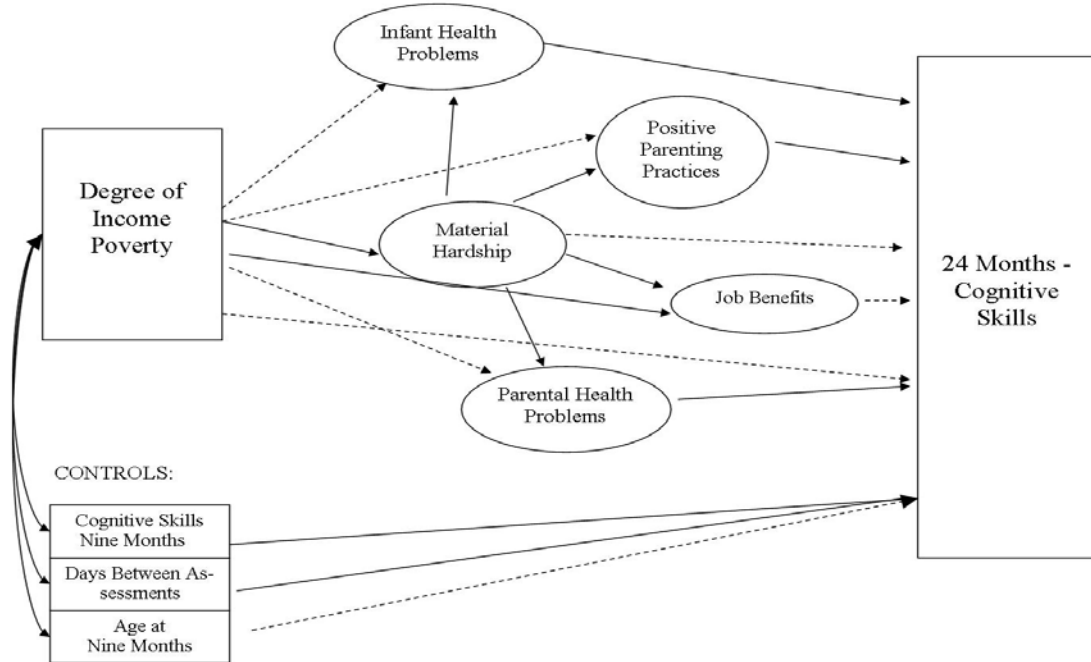 Infant Health
Problems
Positive
Parenting
Practices
Degree of
Income
Poverty
Material
Hardship
24 Months -
Cognitive
Skills
Job Benefits
Parental Health
Problems
CONTROLS:
Cognitive Skills
Nine Months
Days Between As-
sessments
Age at
Nine Months